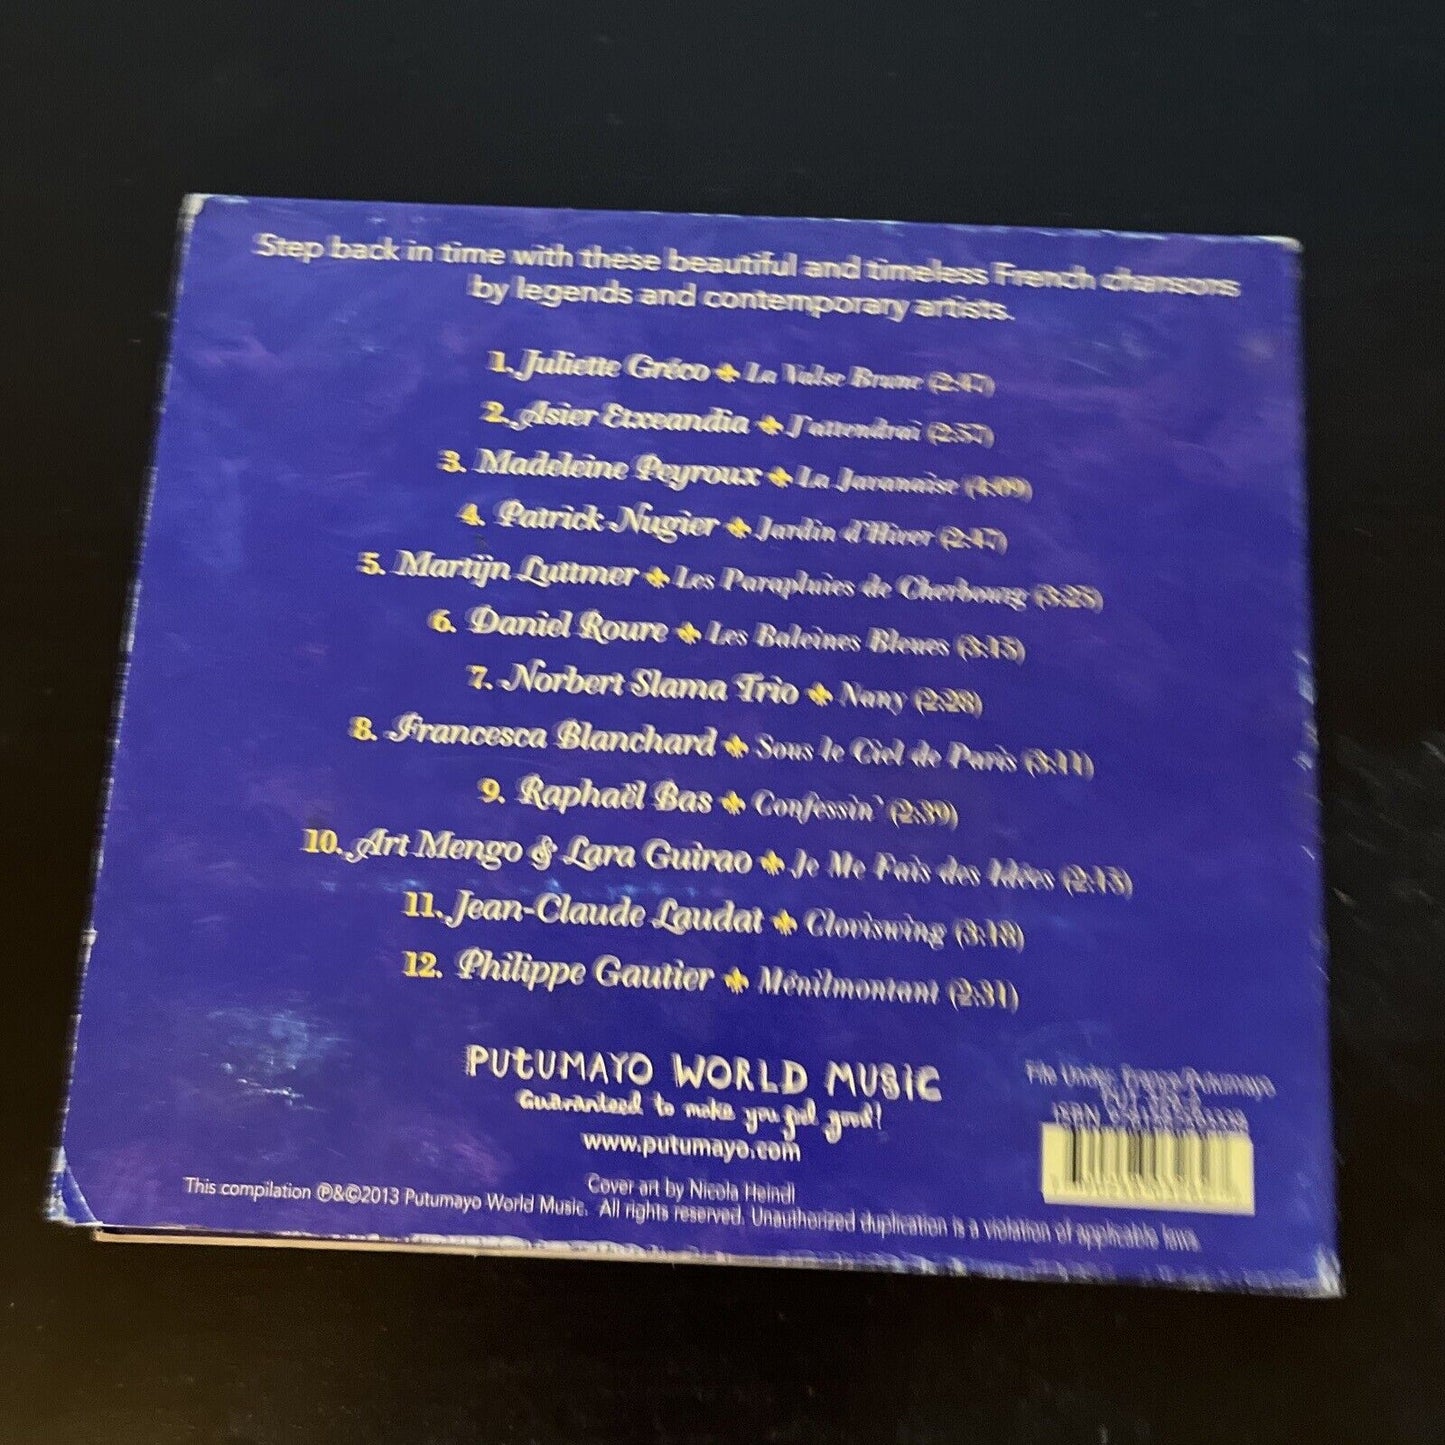 Step back in time with these beautiful and timeless French chansons
by legends and contemporary artists.
1. Juliette Gréco La Valse Brune (2:47)
2. Asier Etxeandia J'attendrai (2:57)
3. Madeleine Peyroux La Javanaise (4:09)
4. Patrick Nugier Jardin d'Hiver (2:47)
5. Martijn Luttmer Les Parapluies de Cherbourg (3:25)
6. Daniel Roure Les Baleines Bleues (3:15)
7. Norbert Slama Trio Nany (2:28)
8. Francesca Blanchard Sous le Ciel de Paris (3:11)
9. Raphaël Bas Confessin' (2:39)
10. Art Mengo & Lara Guirao Je Me Fais des Idées (2:15)
11. Jean-Claude Laudat Cloviswing (3:18)
12. Philippe Gautier Ménilmontant (2:31)
PUTUMAYO WORLD MUSIC
Guaranteed to make you feel good!
www.putumayo.com
File Under: France/Putumayo
ISBN
Cover art by Nicola Heindl
This compilation ℗&©2013 Putumayo World Music. All rights reserved. Unauthorized duplication is a violation of applicable laws.